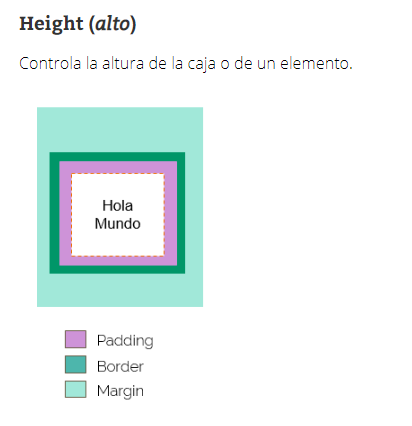 Height (alto)
Controla la altura de la caja o de un elemento.
Hola
Mundo
Padding
Border
Margin